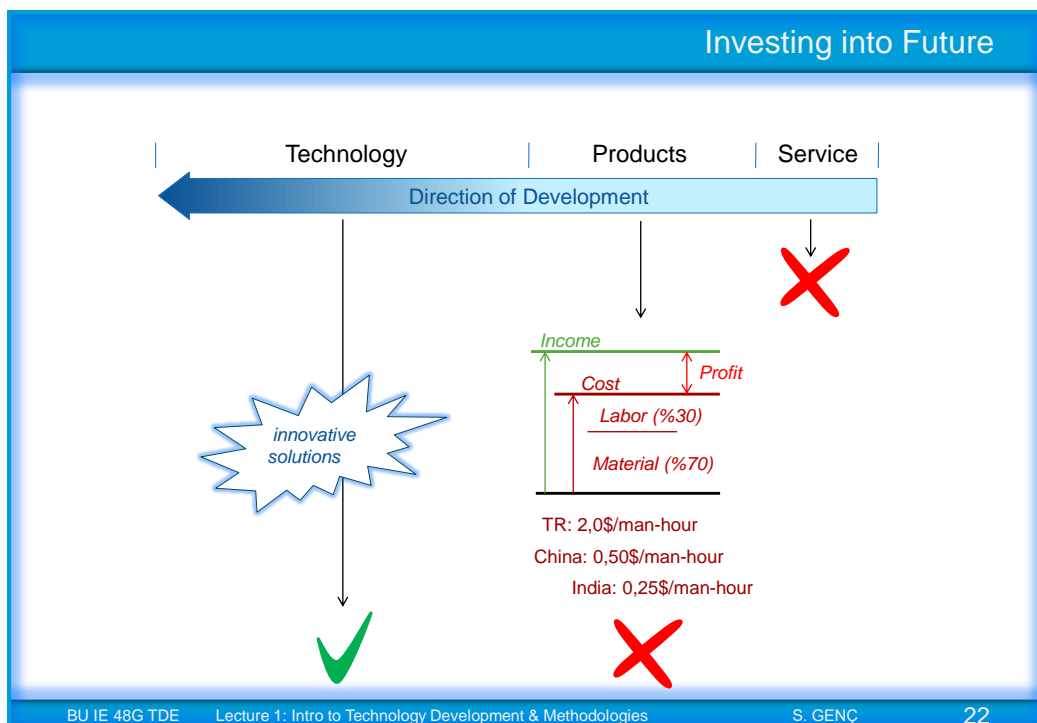 Investing into Future
Technology
Products
Service
Direction of Development
Income
Profit
Cost
Labor (%30)
innovative
solutions
Material (%70)
TR: 2,0$/man-hour
China: 0,50$/man-hour
India: 0,25$/man-hour
BU IE 48G TDE
Lecture 1: Intro to Technology Development & Methodologies
S. GENÇ
22